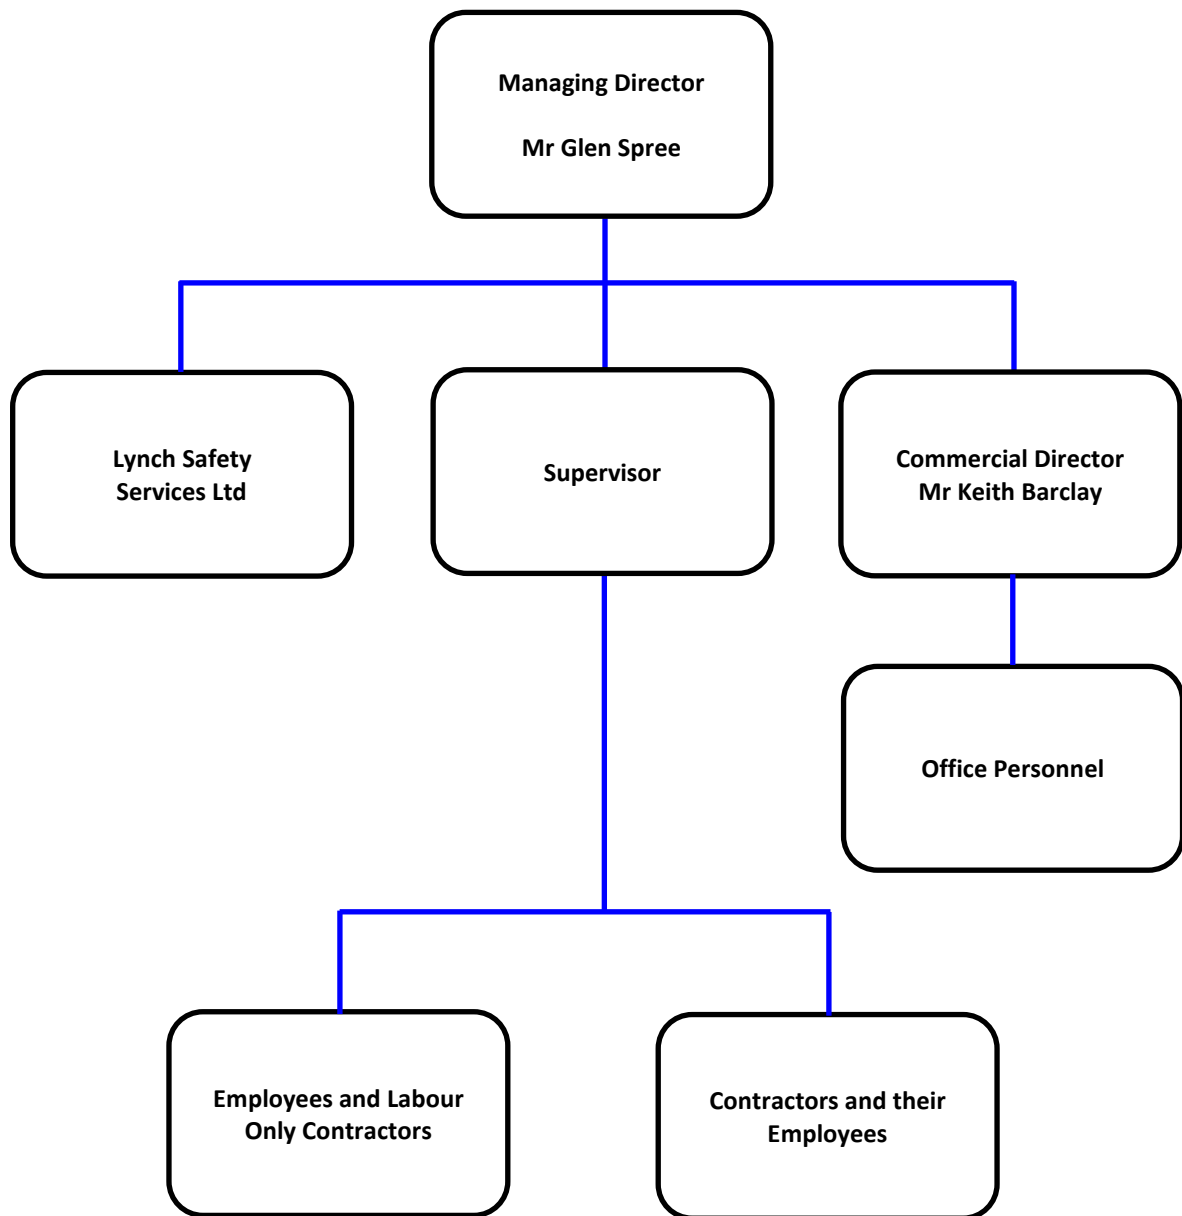 Managing Director
Mr Glen Spree
Lynch Safety
Services Ltd
Supervisor
Commercial Director
Mr Keith Barclay
Office Personnel
Employees and Labour
Only Contractors
Contractors and their
Employees